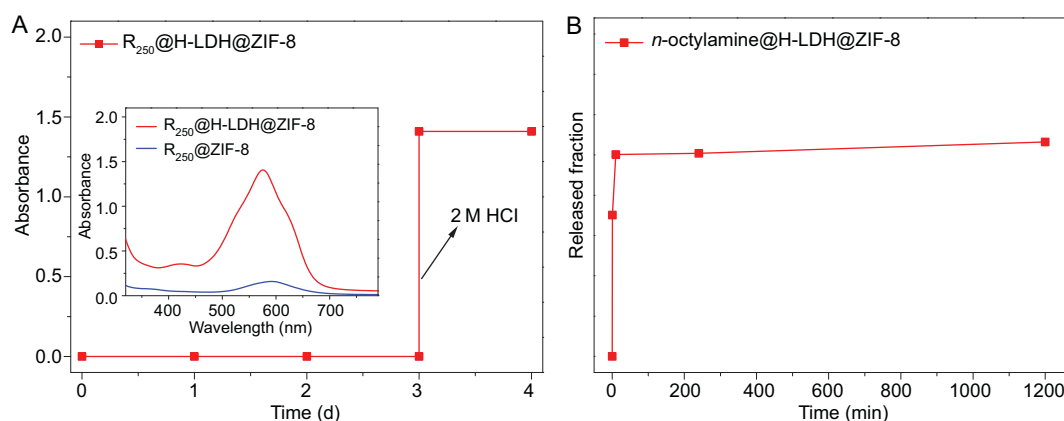 A
R250@H-LDH@ZIF-8
2.0
1.5
1.0
0.5
0.0
Absorbance
2.0
1.5
1.0
0.5
0.0
Absorbance
R250@H-LDH@ZIF-8
R250@ZIF-8
400 500 600 700
Wavelength (nm)
2 M HCl
0 1 2 3 4
Time (d)
B
n-octylamine@H-LDH@ZIF-8
Released fraction
0 200 400 600 800 1000 1200
Time (min)